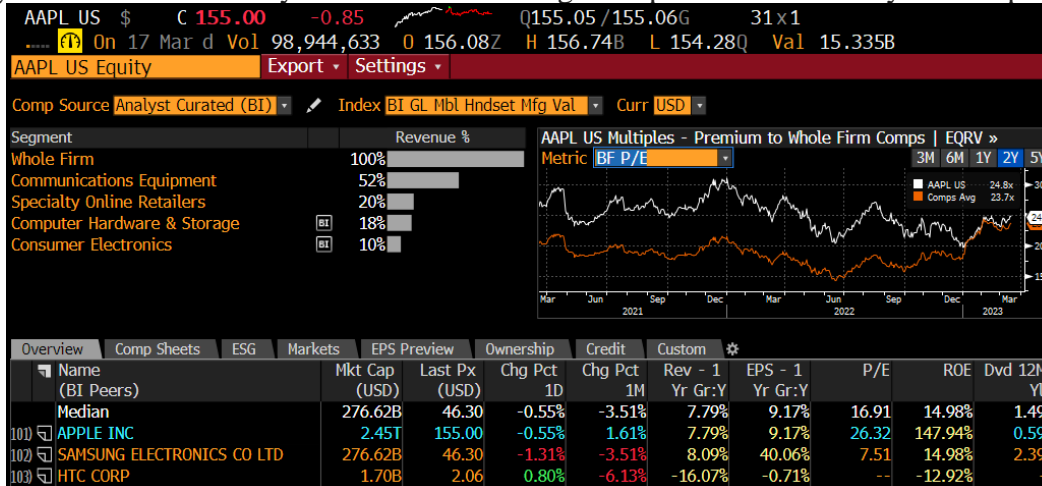 AAPL US $ C 155.00 -0.85 Q155.05/155.06G 31x1
On 17 Mar d Vol 98,944,633 O 156.08Z H 156.74B L 154.28Q Val 15.335B
AAPL US Equity Export Settings
Comp Source Analyst Curated (BI) Index BI GL Mbl Hndset Mfg Val Curr USD
Segment Revenue %
Whole Firm 100%
Communications Equipment 52%
Specialty Online Retailers 20%
Computer Hardware & Storage BI 18%
Consumer Electronics BI 10%
AAPL US Multiples - Premium to Whole Firm Comps | EQRV »
Metric BF P/E 3M 6M 1Y 2Y 5Y
AAPL US 24.8x
Comps Avg 23.7x
30
24
20
15
Mar Jun Sep Dec Mar Jun Sep Dec Mar
2021 2022 2023
Overview Comp Sheets ESG Markets EPS Preview Ownership Credit Custom
Name Mkt Cap Last Px Chg Pct Chg Pct Rev - 1 EPS - 1 P/E ROE Dvd 12M
(BI Peers) (USD) (USD) 1D 1M Yr Gr:Y Yr Gr:Y Yl
Median 276.62B 46.30 -0.55% -3.51% 7.79% 9.17% 16.91 14.98% 1.49
101) APPLE INC 2.45T 155.00 -0.55% 1.61% 7.79% 9.17% 26.32 147.94% 0.59
102) SAMSUNG ELECTRONICS CO LTD 276.62B 46.30 -1.31% -3.51% 8.09% 40.06% 7.51 14.98% 2.39
103) HTC CORP 1.70B 2.06 0.80% -6.13% -16.07% -0.71% -- -12.92%